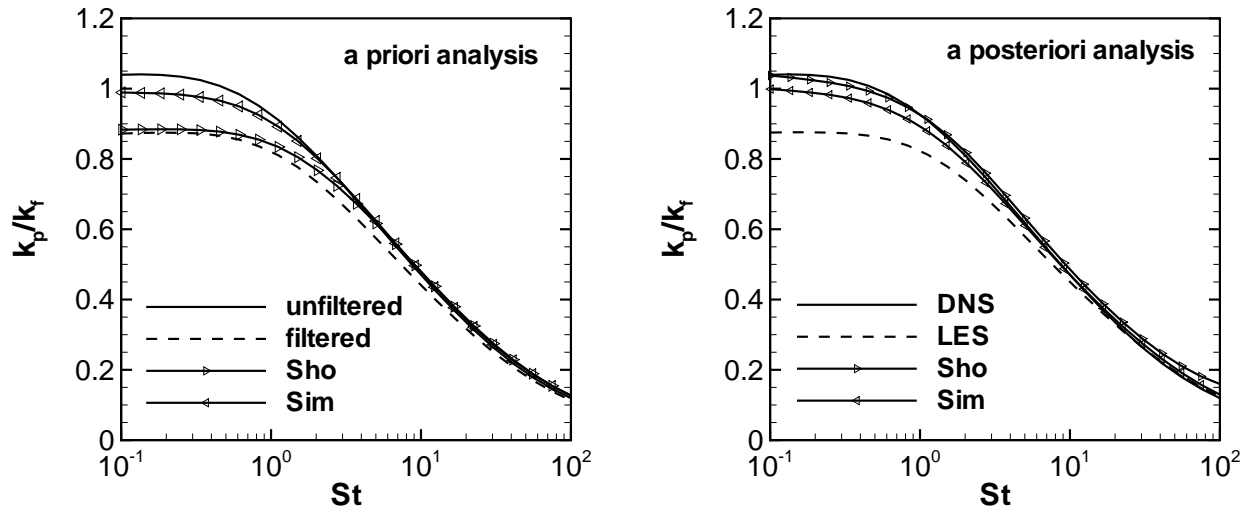 1.2
a priori analysis
1
0.8
k_p/k_f
0.6
0.4
unfiltered
filtered
0.2
Sho
Sim
0
10^-1
10^0
10^1
10^2
St
1.2
a posteriori analysis
1
0.8
k_p/k_f
0.6
0.4
DNS
LES
0.2
Sho
Sim
0
10^-1
10^0
10^1
10^2
St